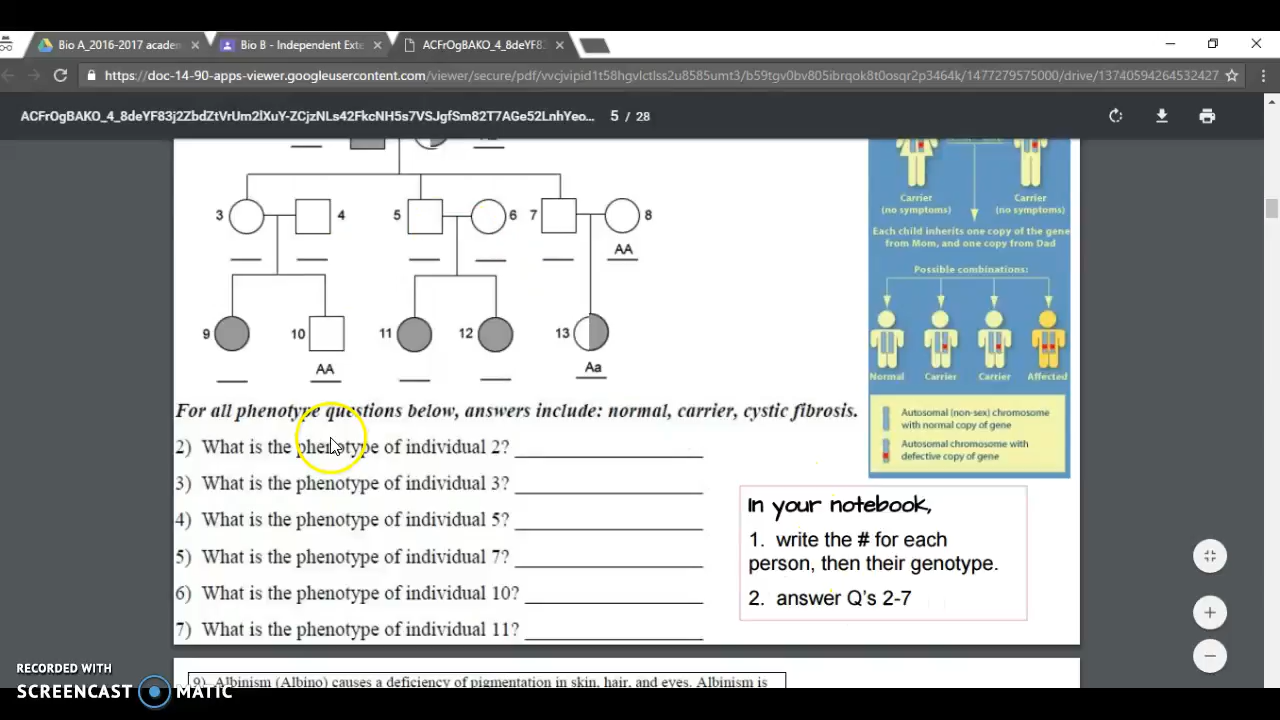 Bio A_2016-2017 acade
Bio B - Independent Exte
ACFrOgBAKO_4_8deYF83
https://doc-14-90-apps-viewer.googleusercontent.com/viewer/secure/pdf/vvcjvipid1t58hgvlctlss2u8585umt3/b59tgv0bv805ibrqok8t0osqr2p3464k/1477279575000/drive/13740594264532427
ACFrOgBAKO_4_8deYF83j2ZbdZtVrUm2lXuY-ZCjzNLs42FkcNH5s7VSJgfSm82T7AGe52LnhYeo...
5 / 28
3 4 5 6 7 8
AA
9 10 11 12 13
AA
Aa
Carrier
(no symptoms)
Carrier
(no symptoms)
Each child inherits one copy of the gene
from Mom, and one copy from Dad
Possible combinations:
Normal Carrier Carrier Affected
Autosomal (non-sex) chromosome
with normal copy of gene
Autosomal chromosome with
defective copy of gene
For all phenotype questions below, answers include: normal, carrier, cystic fibrosis.
2) What is the phenotype of individual 2?
3) What is the phenotype of individual 3?
4) What is the phenotype of individual 5?
5) What is the phenotype of individual 7?
6) What is the phenotype of individual 10?
7) What is the phenotype of individual 11?
In your notebook,
1. write the # for each
person, then their genotype.
2. answer Q's 2-7
9) Albinism (Albino) causes a deficiency of pigmentation in skin, hair, and eyes. Albinism is
RECORDED WITH
SCREENCAST MATIC